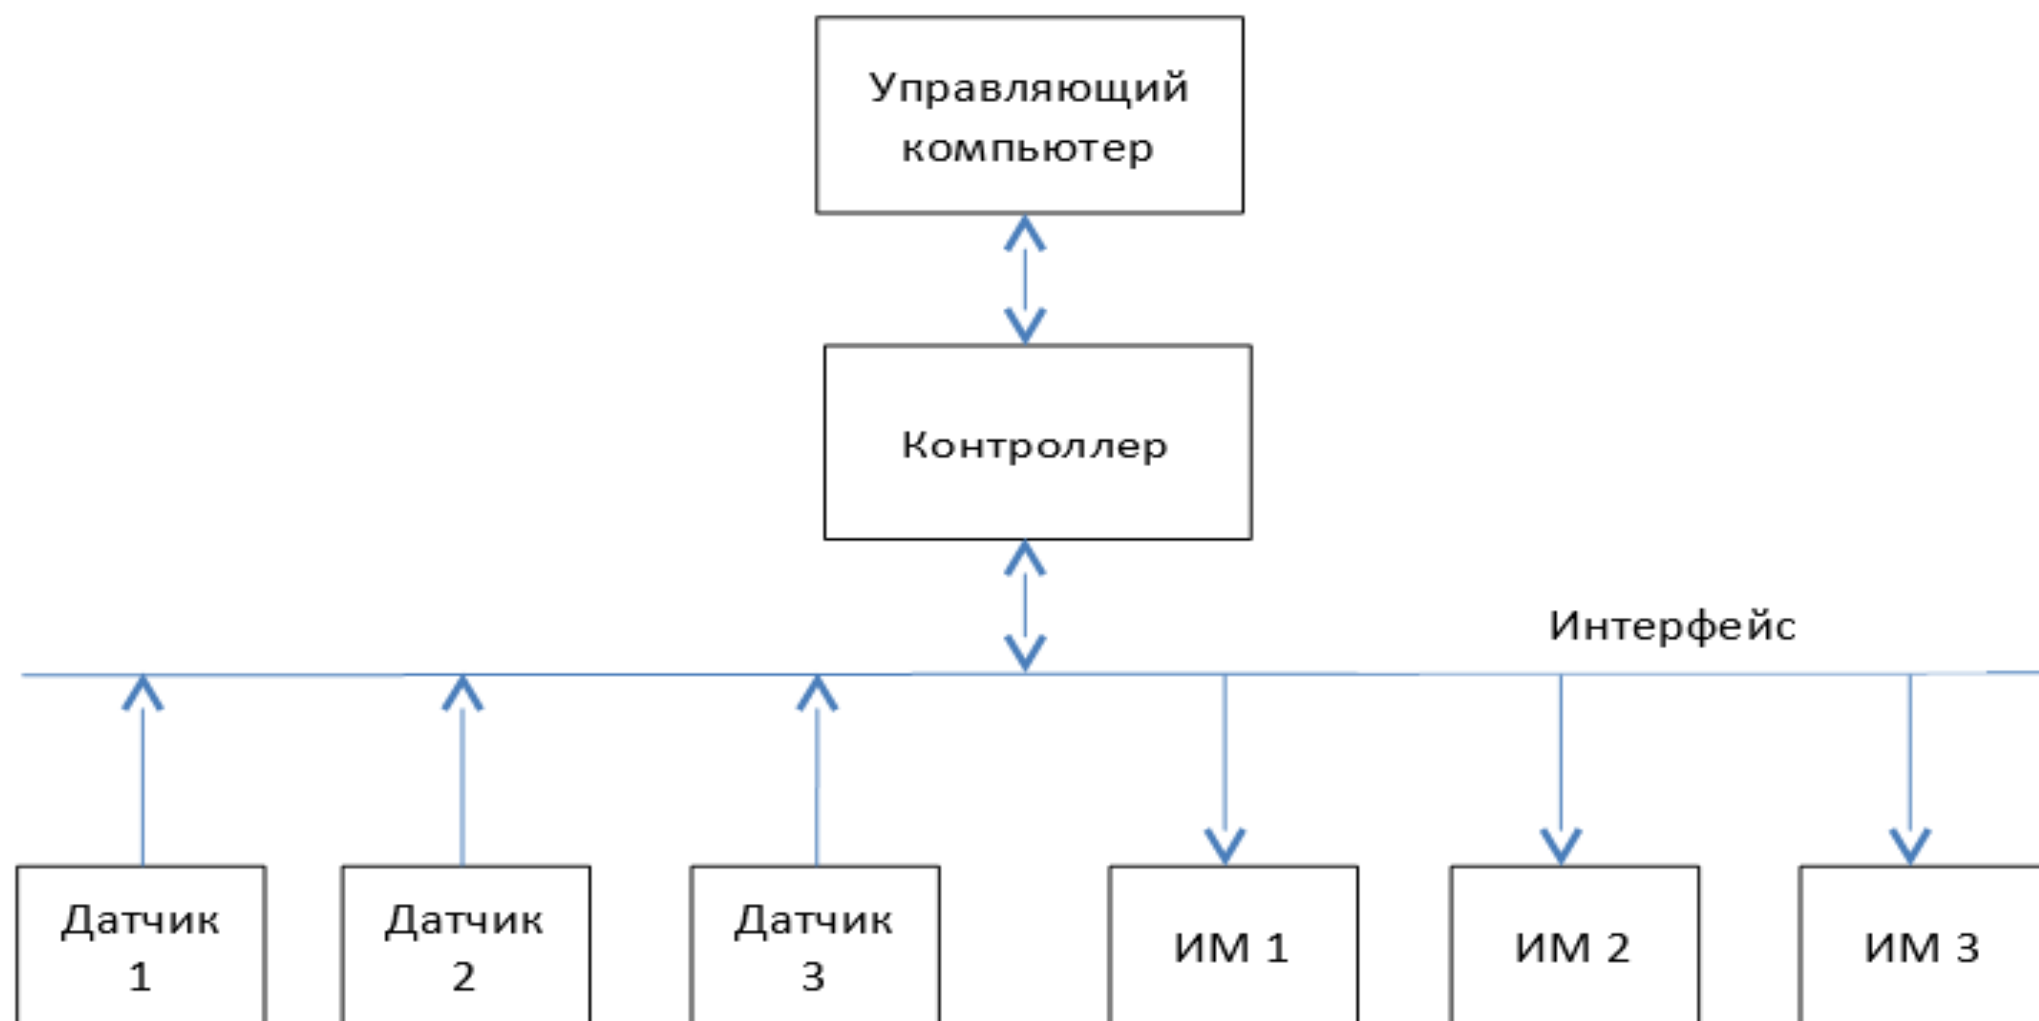 Управляющий
компьютер
Контроллер
Интерфейс
Датчик
1
Датчик
2
Датчик
3
ИМ 1
ИМ 2
ИМ 3